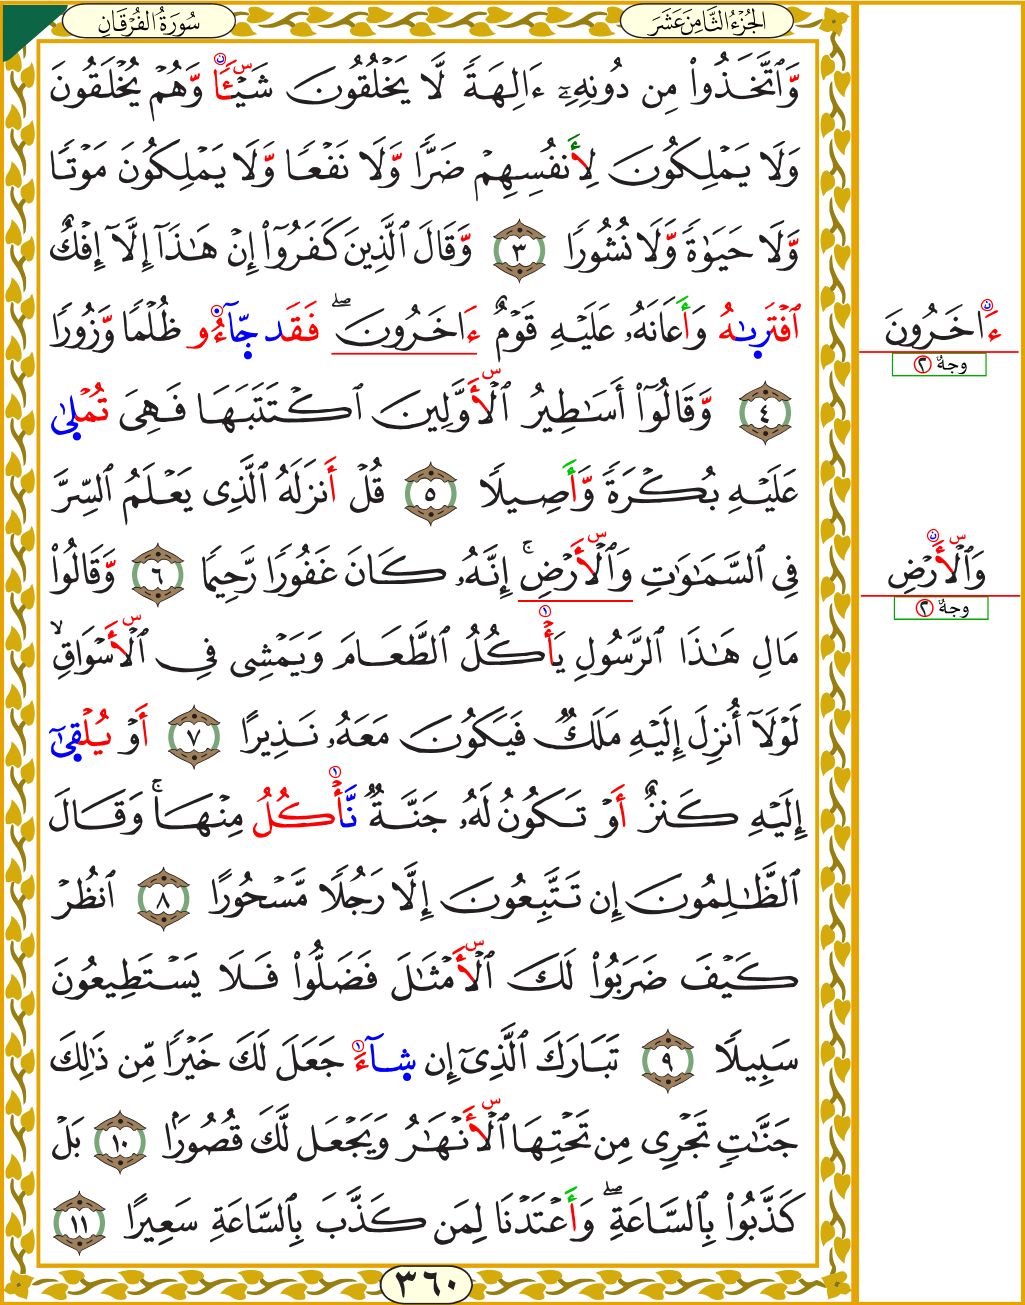 الجُزْءُ الثَّامِنَ عَشَرَ
سُورَةُ الفُرْقَانِ
وَّٱتَّخَذُوا۟ مِن دُونِهِۦٓ ءَالِهَةً لَّا يَخْلُقُونَ شَيْـًٔا وَّهُمْ يُخْلَقُونَ
وَلَا يَمْلِكُونَ لِأَنفُسِهِمْ ضَرًّا وَّلَا نَفْعًا وَّلَا يَمْلِكُونَ مَوْتًا
وَّلَا حَيَوٰةً وَّلَا نُشُورًا ٣ وَّقَالَ ٱلَّذِينَ كَفَرُوٓا۟ إِنْ هَـٰذَآ إِلَّآ إِفْكٌ
ٱفْتَرَىٰهُ وَأَعَانَهُۥ عَلَيْهِ قَوْمٌ ءَاخَرُونَ ۖ فَقَد جَّآءُو ظُلْمًا وَّزُورًا
٤ وَّقَالُوٓا۟ أَسَـٰطِيرُ ٱلْأَوَّلِينَ ٱكْتَتَبَهَا فَهِىَ تُمْلَىٰ
عَلَيْهِ بُكْرَةً وَّأَصِيلًا ٥ قُلْ أَنزَلَهُ ٱلَّذِى يَعْلَمُ ٱلسِّرَّ
فِى ٱلسَّمَـٰوَٰتِ وَٱلْأَرْضِ ۚ إِنَّهُۥ كَانَ غَفُورًا رَّحِيمًا ٦ وَّقَالُوا۟
مَالِ هَـٰذَا ٱلرَّسُولِ يَأْكُلُ ٱلطَّعَامَ وَيَمْشِى فِى ٱلْأَسْوَاقِ ۙ
لَوْلَآ أُنزِلَ إِلَيْهِ مَلَكٌ فَيَكُونَ مَعَهُۥ نَذِيرًا ٧ أَوْ يُلْقَىٰٓ
إِلَيْهِ كَنزٌ أَوْ تَكُونُ لَهُۥ جَنَّةٌ نَّأْكُلُ مِنْهَا ۚ وَقَالَ
ٱلظَّـٰلِمُونَ إِن تَتَّبِعُونَ إِلَّا رَجُلًا مَّسْحُورًا ٨ ٱنظُرْ
كَيْفَ ضَرَبُوا۟ لَكَ ٱلْأَمْثَـٰلَ فَضَلُّوا۟ فَلَا يَسْتَطِيعُونَ
سَبِيلًا ٩ تَبَارَكَ ٱلَّذِىٓ إِن شَآءَ جَعَلَ لَكَ خَيْرًا مِّن ذَٰلِكَ
جَنَّـٰتٍ تَجْرِى مِن تَحْتِهَا ٱلْأَنْهَـٰرُ وَيَجْعَل لَّكَ قُصُورًۢا ١٠ بَلْ
كَذَّبُوا۟ بِٱلسَّاعَةِ ۖ وَأَعْتَدْنَا لِمَن كَذَّبَ بِٱلسَّاعَةِ سَعِيرًا ١١
٣٦٠
ءَاخَرُونَ
وجهٌ ٢
وَٱلْأَرْضِ
وجهٌ ٢